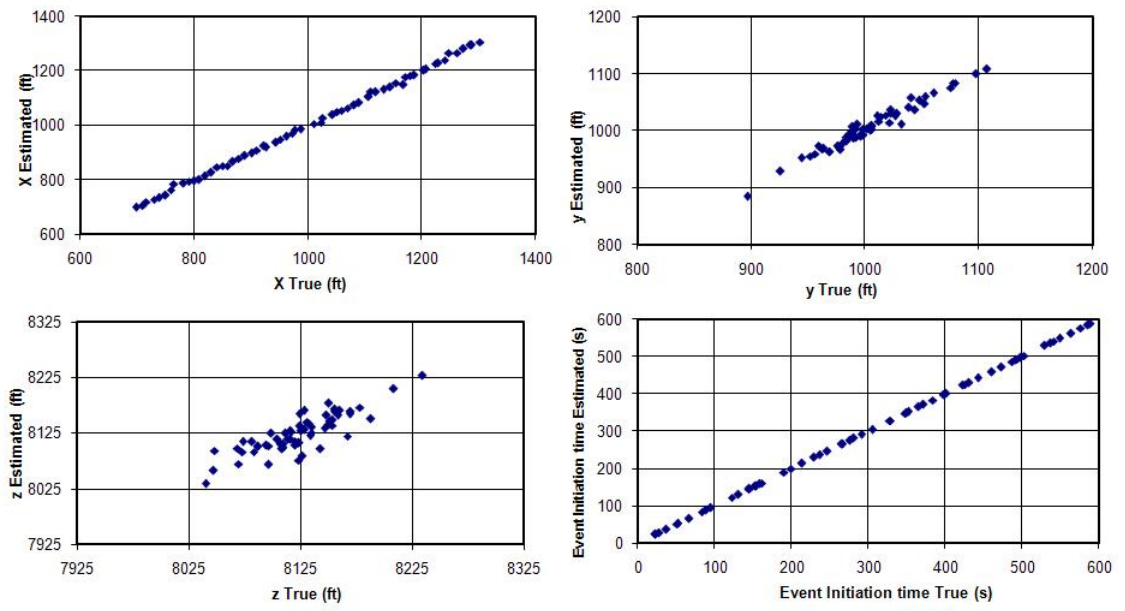 1400
1200
1000
800
600
X Estimated (ft)
600 800 1000 1200 1400
X True (ft)
1200
1100
1000
900
800
y Estimated (ft)
800 900 1000 1100 1200
y True (ft)
8325
8225
8125
8025
7925
z Estimated (ft)
7925 8025 8125 8225 8325
z True (ft)
600
500
400
300
200
100
0
Event Initiation time Estimated (s)
0 100 200 300 400 500 600
Event Initiation time True (s)